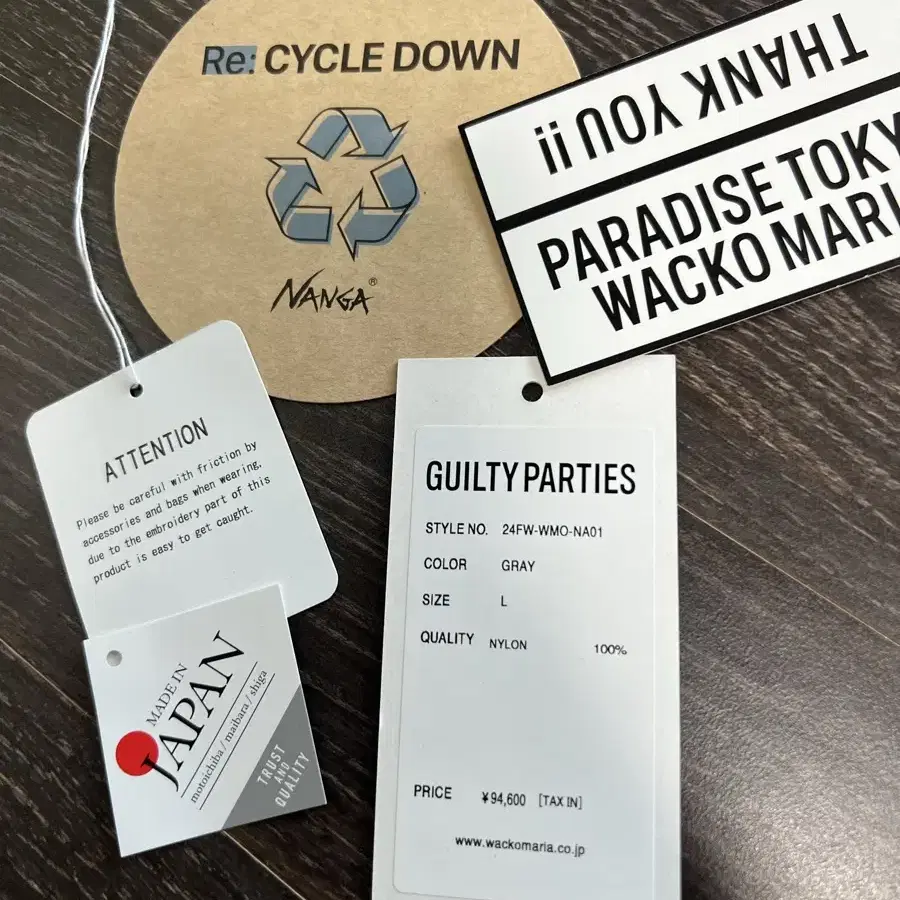 Re: CYCLE DOWN
NANGA®
THANK YOU !!
PARADISE TOKY
WACKO MARI
ATTENTION
Please be careful with friction by
accessories and bags when wearing,
due to the embroidery part of this
product is easy to get caught.
MADE IN
JAPAN
motoichiba / maibara / shiga
TRUST
AND
QUALITY
GUILTY PARTIES
STYLE NO. 24FW-WMO-NA01
COLOR GRAY
SIZE L
QUALITY NYLON 100%
PRICE ¥94,600 [TAX IN]
www.wackomaria.co.jp